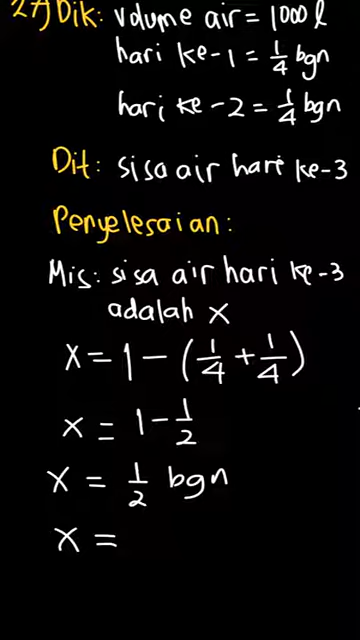 27) Dik: volume air = 1000 l
hari ke-1 = 1/4 bgn
hari ke-2 = 1/4 bgn
Dit: sisa air hari ke-3
Penyelesaian:
Mis: sisa air hari ke-3
adalah x
x = 1 - (1/4 + 1/4)
x = 1 - 1/2
x = 1/2 bgn
x =